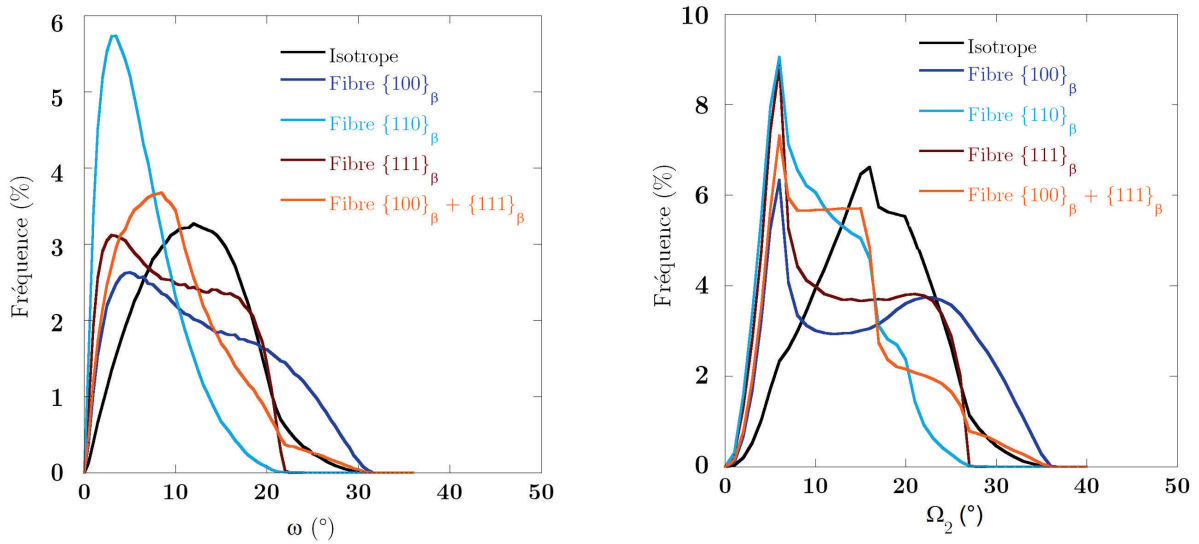 6
5
4
3
2
1
0
Fréquence (%)
0 10 20 30 40 50
ω (°)
Isotrope
Fibre {100}β
Fibre {110}β
Fibre {111}β
Fibre {100}β + {111}β
10
8
6
4
2
0
Fréquence (%)
0 10 20 30 40 50
Ω2 (°)
Isotrope
Fibre {100}β
Fibre {110}β
Fibre {111}β
Fibre {100}β + {111}β